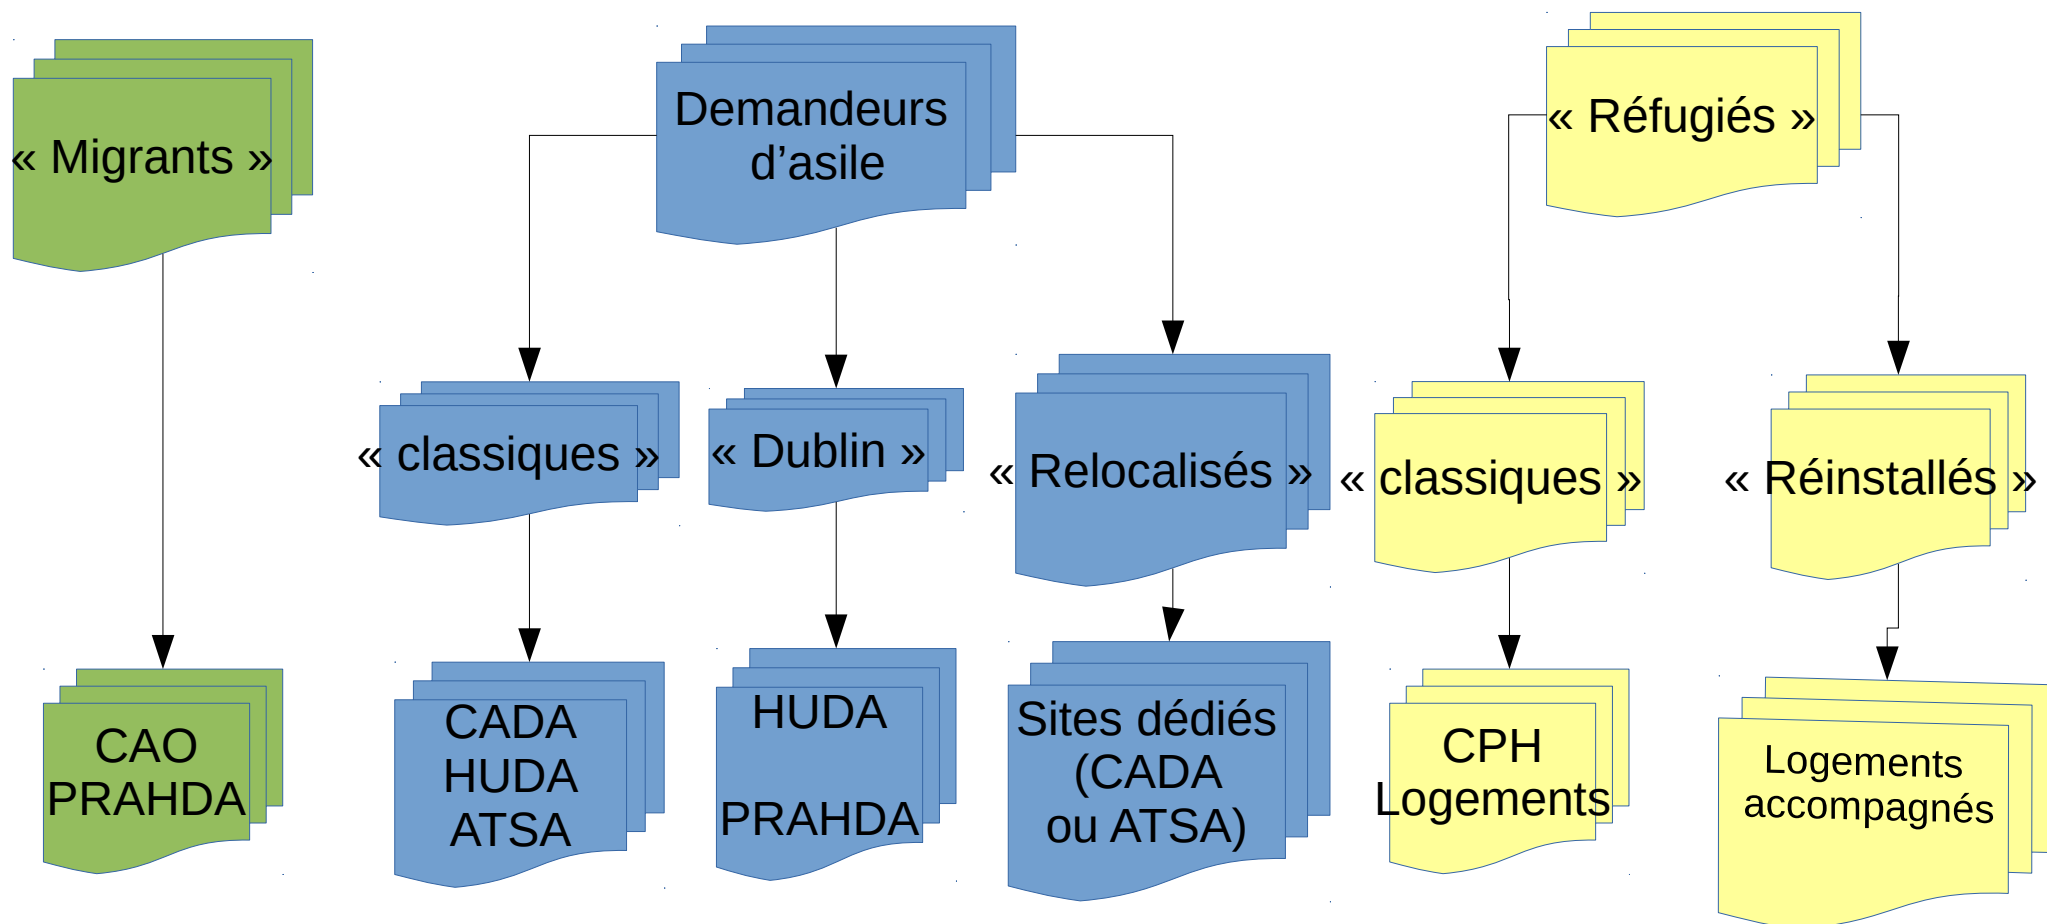 « Migrants »
Demandeurs
d’asile
« Réfugiés »
« classiques »
« Dublin »
« Relocalisés »
« classiques »
« Réinstallés »
CAO
PRAHDA
CADA
HUDA
ATSA
HUDA
PRAHDA
Sites dédiés
(CADA
ou ATSA)
CPH
Logements
Logements
accompagnés